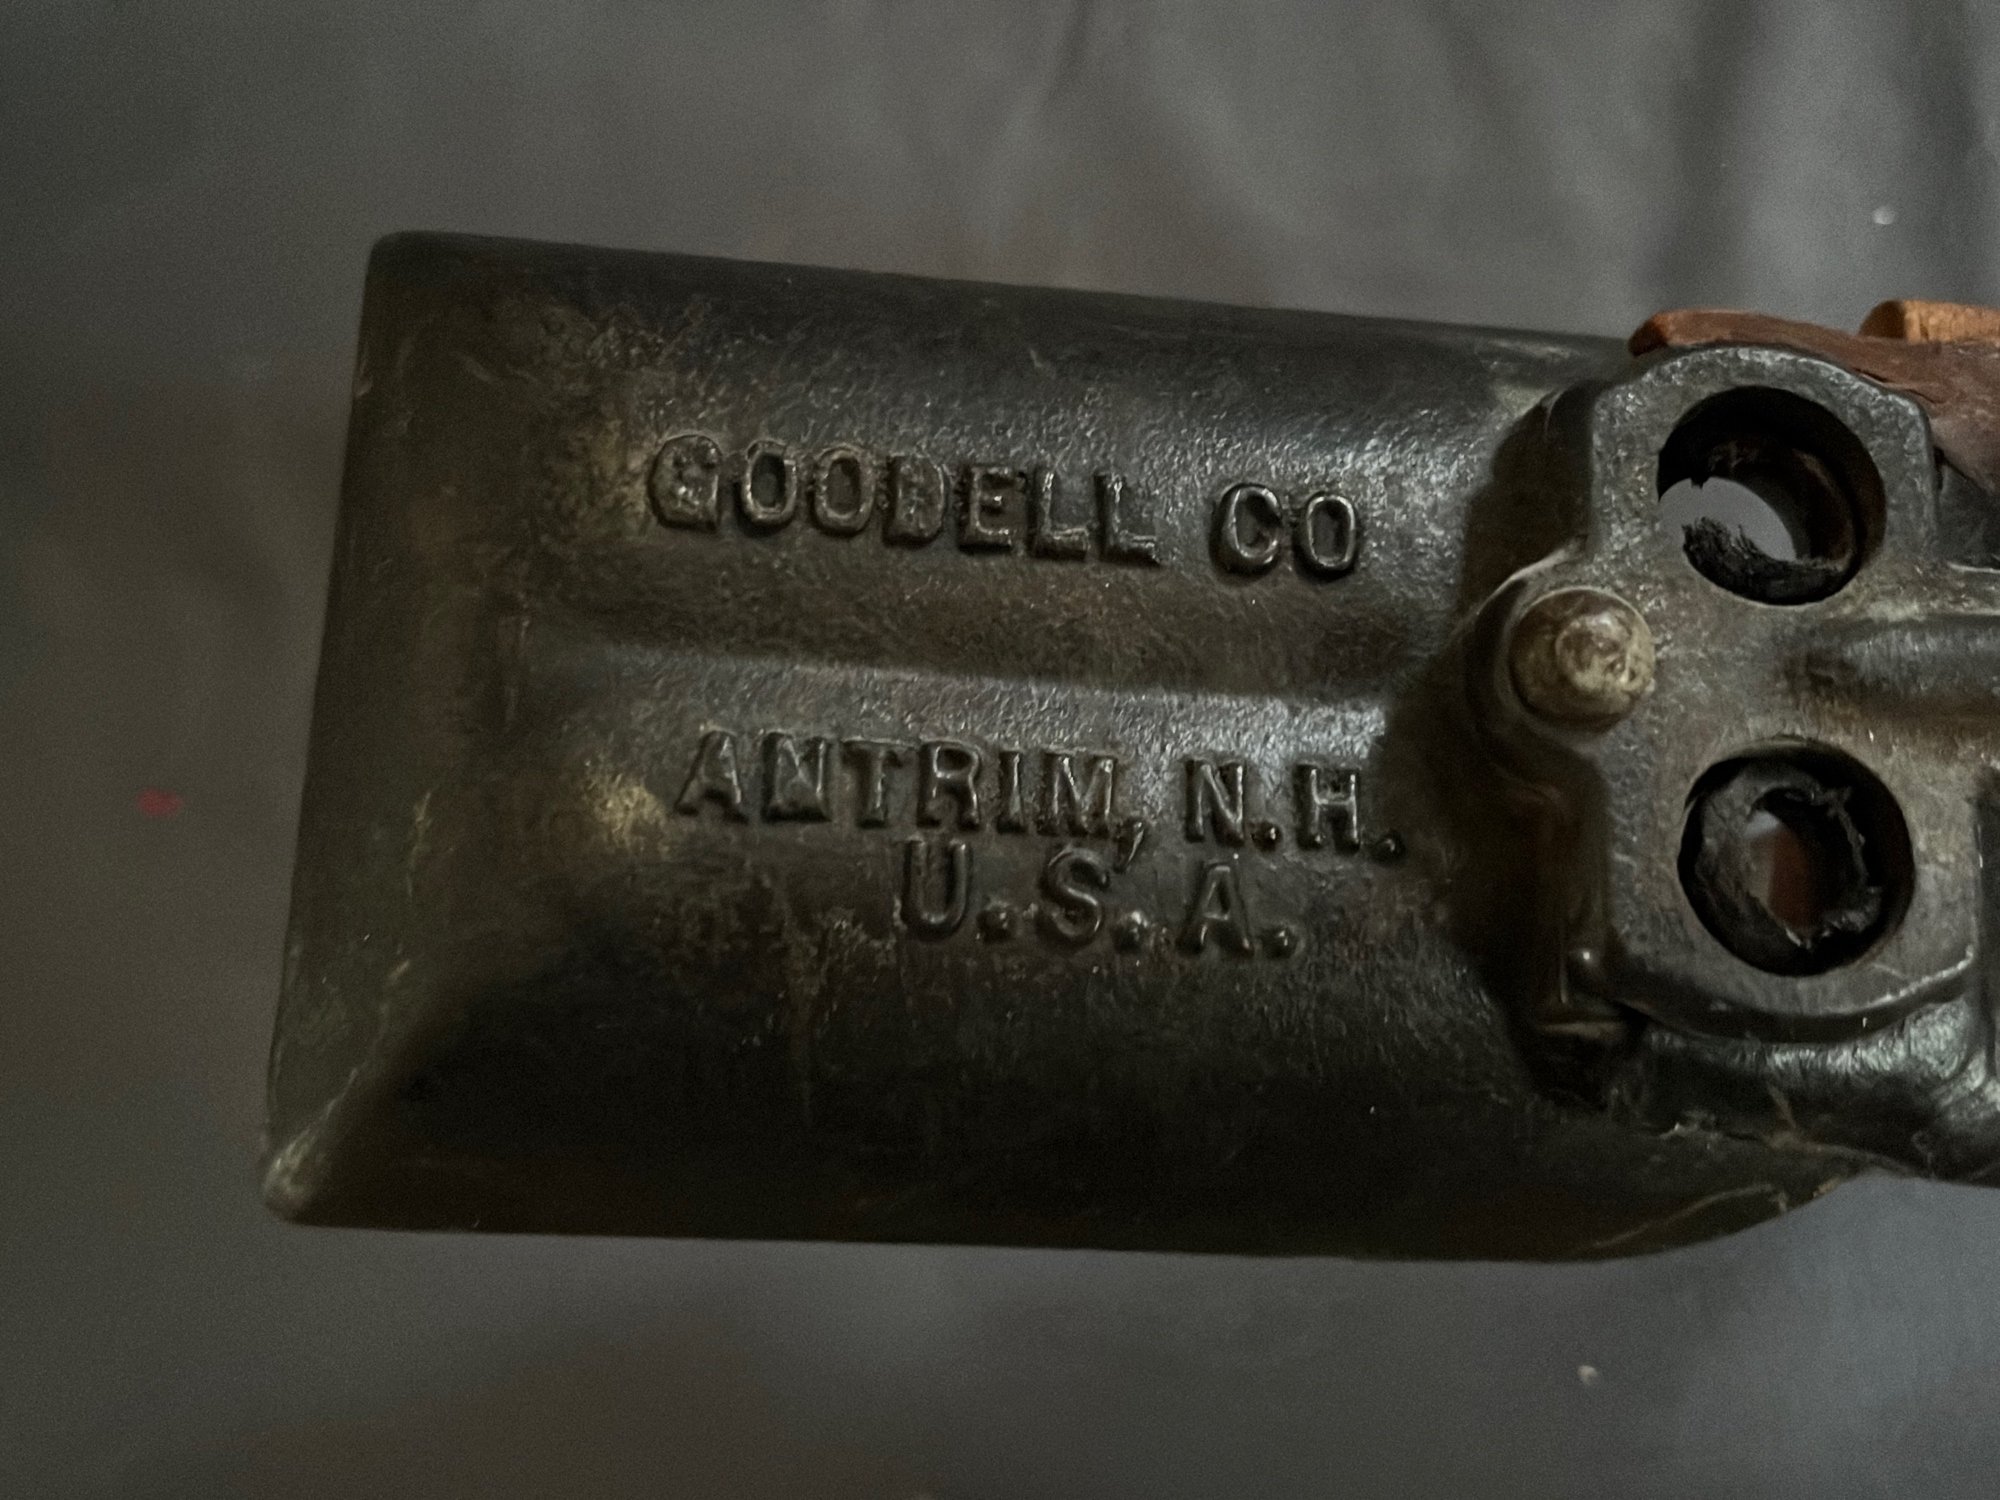 GOODELL CO
ANTRIM, N.H.
U.S.A.